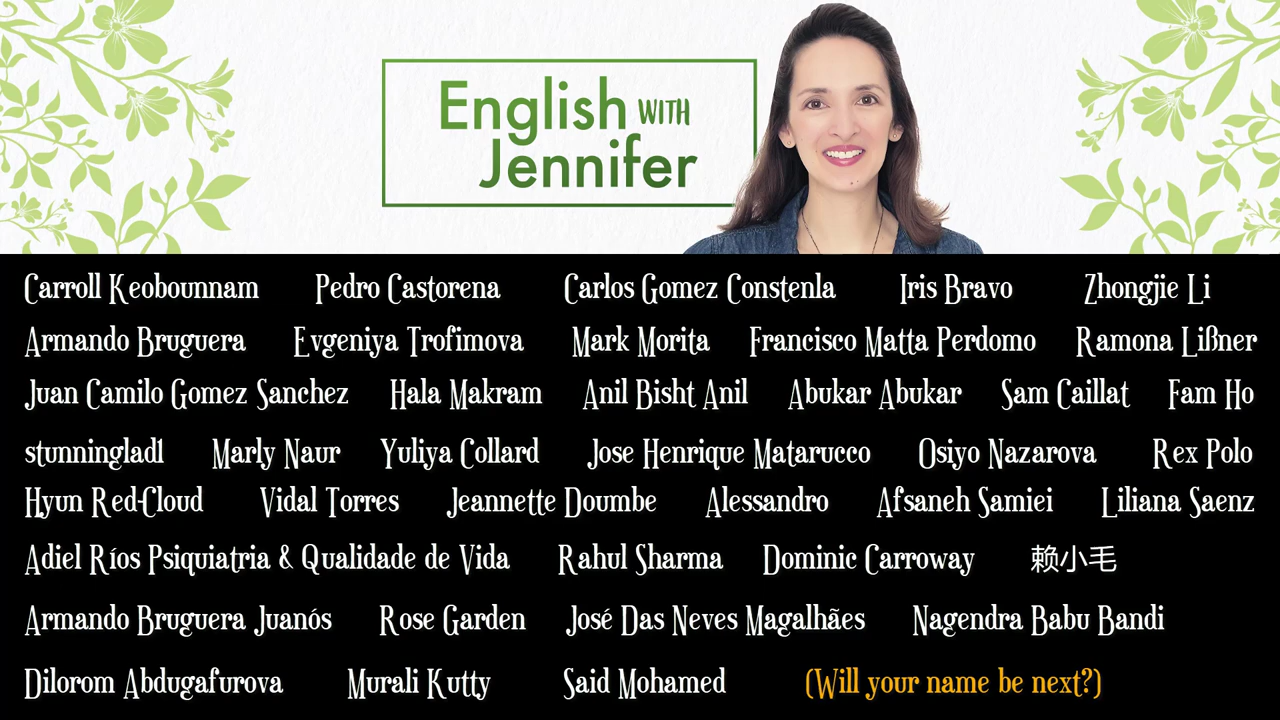 English WITH
Jennifer
Carroll Keobounnam Pedro Castorena Carlos Gomez Constenla Iris Bravo Zhongjie Li
Armando Bruguera Evgeniya Trofimova Mark Morita Francisco Matta Perdomo Ramona Lißner
Juan Camilo Gomez Sanchez Hala Makram Anil Bisht Anil Abukar Abukar Sam Caillat Fam Ho
stunninglad1 Marly Naur Yuliya Collard Jose Henrique Matarucco Osiyo Nazarova Rex Polo
Hyun Red-Cloud Vidal Torres Jeannette Doumbe Alessandro Afsaneh Samiei Liliana Saenz
Adiel Ríos Psiquiatria & Qualidade de Vida Rahul Sharma Dominic Carroway 赖小毛
Armando Bruguera Juanós Rose Garden José Das Neves Magalhães Nagendra Babu Bandi
Dilorom Abdugafurova Murali Kutty Said Mohamed (Will your name be next?)